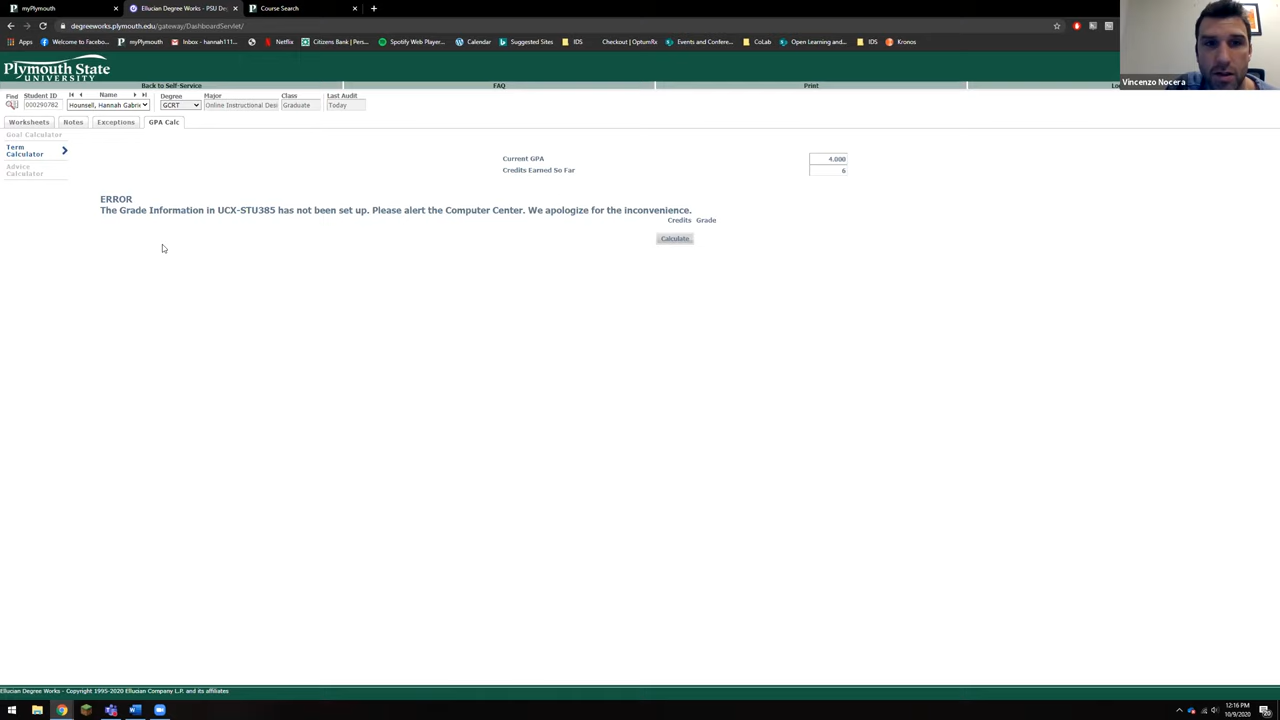 myPlymouth
Ellucian Degree Works - PSU De
Course Search
degreeworks.plymouth.edu/gateway/DashboardServlet/
Apps
Welcome to Facebo...
myPlymouth
Inbox - hannah111...
Netflix
Citizens Bank | Pers...
Spotify Web Player...
Calendar
Suggested Sites
IDS
Checkout | OptumRx
Events and Confere...
CoLab
Open Learning and...
IDS
Kronos
Vincenzo Nocera
Plymouth State
UNIVERSITY
Back to Self-Service
FAQ
Print
Lo
Find
Student ID
Name
Degree
Major
Class
Last Audit
000290782
Hounsell, Hannah Gabrie
GCRT
Online Instructional Desi
Graduate
Today
Worksheets
Notes
Exceptions
GPA Calc
Goal Calculator
Term
Calculator
Advice
Calculator
Current GPA
4.000
Credits Earned So Far
6
ERROR
The Grade Information in UCX-STU385 has not been set up. Please alert the Computer Center. We apologize for the inconvenience.
Credits Grade
Calculate
Ellucian Degree Works - Copyright 1995-2020 Ellucian Company L.P. and its affiliates
12:16 PM
10/9/2020